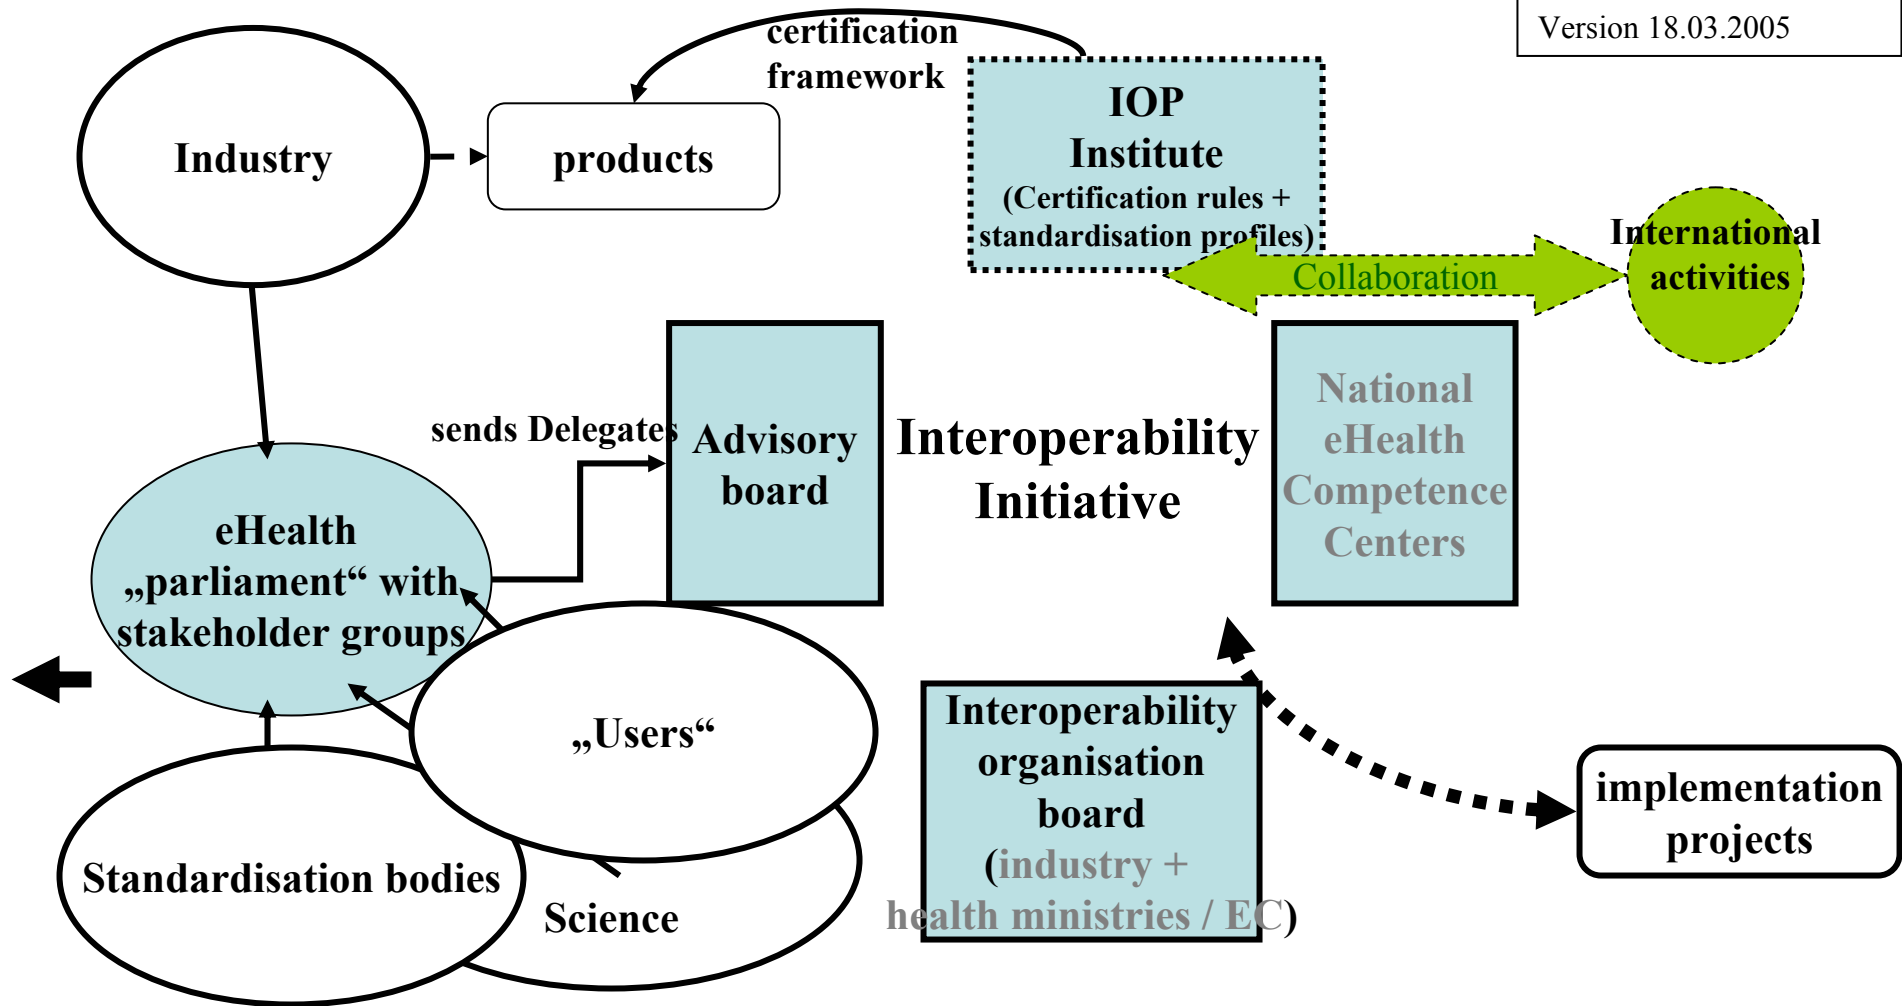 Version 18.03.2005
certification
framework
Industry
products
IOP
Institute
(Certification rules +
standardisation profiles)
International
activities
Collaboration
sends Delegates
Advisory
board
Interoperability
Initiative
National
eHealth
Competence
Centers
eHealth
„parliament“ with
stakeholder groups
„Users“
Interoperability
organisation
board
(industry +
health ministries / EC)
implementation
projects
Standardisation bodies
Science